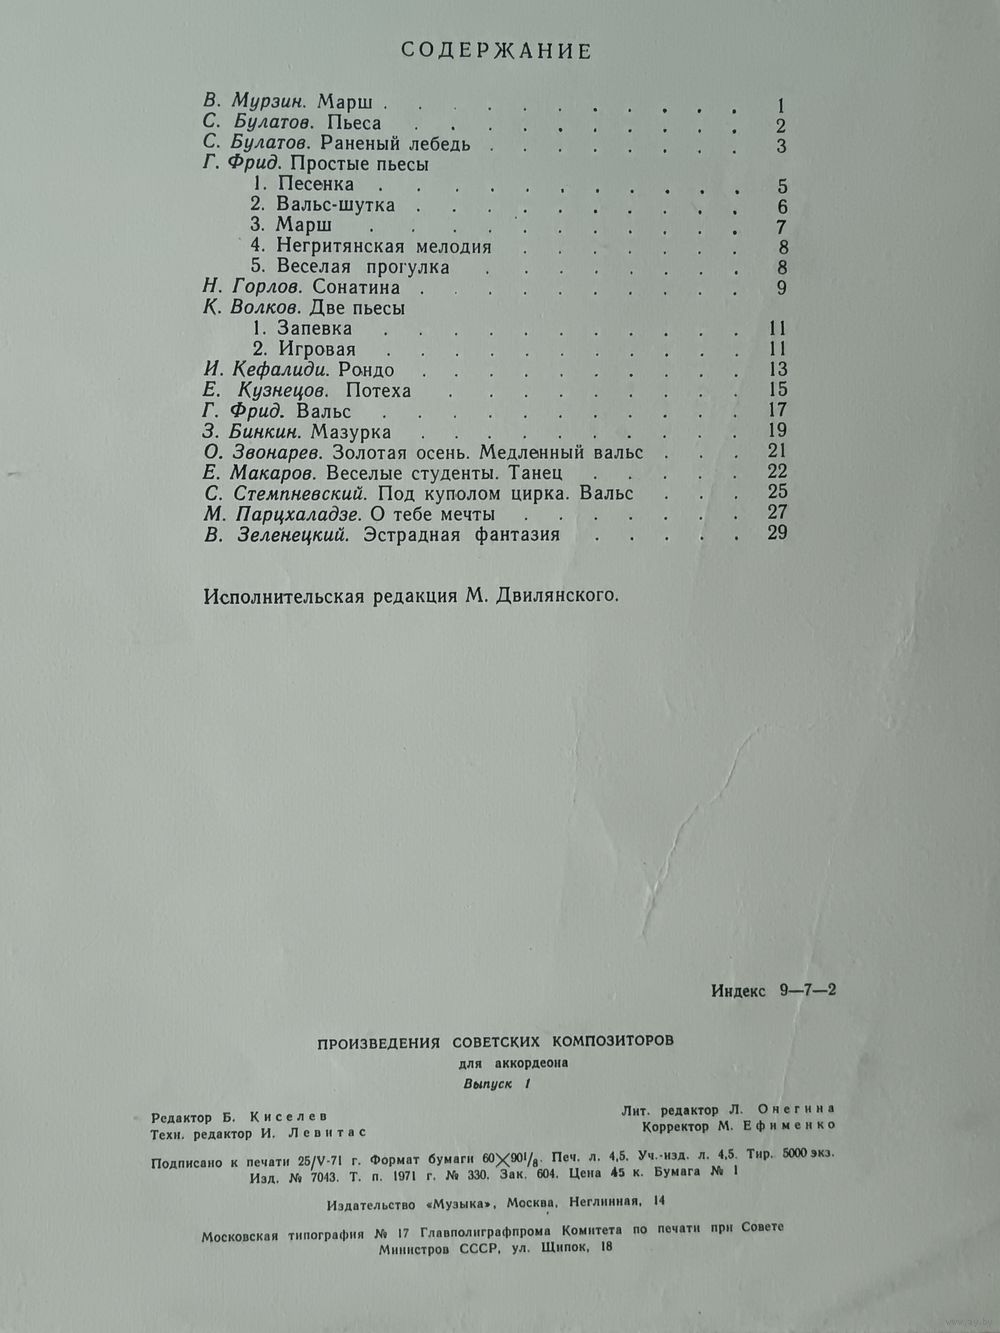 СОДЕРЖАНИЕ
В. Мурзин. Марш . . . . . . . . . . 1
С. Булатов. Пьеса . . . . . . . . . 2
С. Булатов. Раненый лебедь . . . . . . . 3
Г. Фрид. Простые пьесы
1. Песенка . . . . . . . . . . 5
2. Вальс-шутка . . . . . . . . . 6
3. Марш . . . . . . . . . . 7
4. Негритянская мелодия . . . . . . 8
5. Веселая прогулка . . . . . . . 8
Н. Горлов. Сонатина . . . . . . . . . 9
К. Волков. Две пьесы
1. Запевка . . . . . . . . . . 11
2. Игровая . . . . . . . . . . 11
И. Кефалиди. Рондо . . . . . . . . . 13
Е. Кузнецов. Потеха . . . . . . . . 15
Г. Фрид. Вальс . . . . . . . . . . 17
З. Бинкин. Мазурка . . . . . . . . . 19
О. Звонарев. Золотая осень. Медленный вальс . . . 21
Е. Макаров. Веселые студенты. Танец . . . . . 22
С. Стемпневский. Под куполом цирка. Вальс . . . 25
М. Парцхаладзе. О тебе мечты . . . . . . 27
В. Зеленецкий. Эстрадная фантазия . . . . . 29
Исполнительская редакция М. Двилянского.
Индекс 9—7—2
ПРОИЗВЕДЕНИЯ СОВЕТСКИХ КОМПОЗИТОРОВ
для аккордеона
Выпуск 1
Редактор Б. Киселев
Техн. редактор И. Левитас
Лит. редактор Л. Онегина
Корректор М. Ефименко
Подписано к печати 25/V-71 г. Формат бумаги 60×90 1/8. Печ. л. 4,5. Уч.-изд. л. 4,5. Тир. 5000 экз.
Изд. № 7043. Т. п. 1971 г. № 330. Зак. 604. Цена 45 к. Бумага № 1
Издательство «Музыка», Москва, Неглинная, 14
Московская типография № 17 Главполиграфпрома Комитета по печати при Совете
Министров СССР, ул. Щипок, 18
www.ay.by